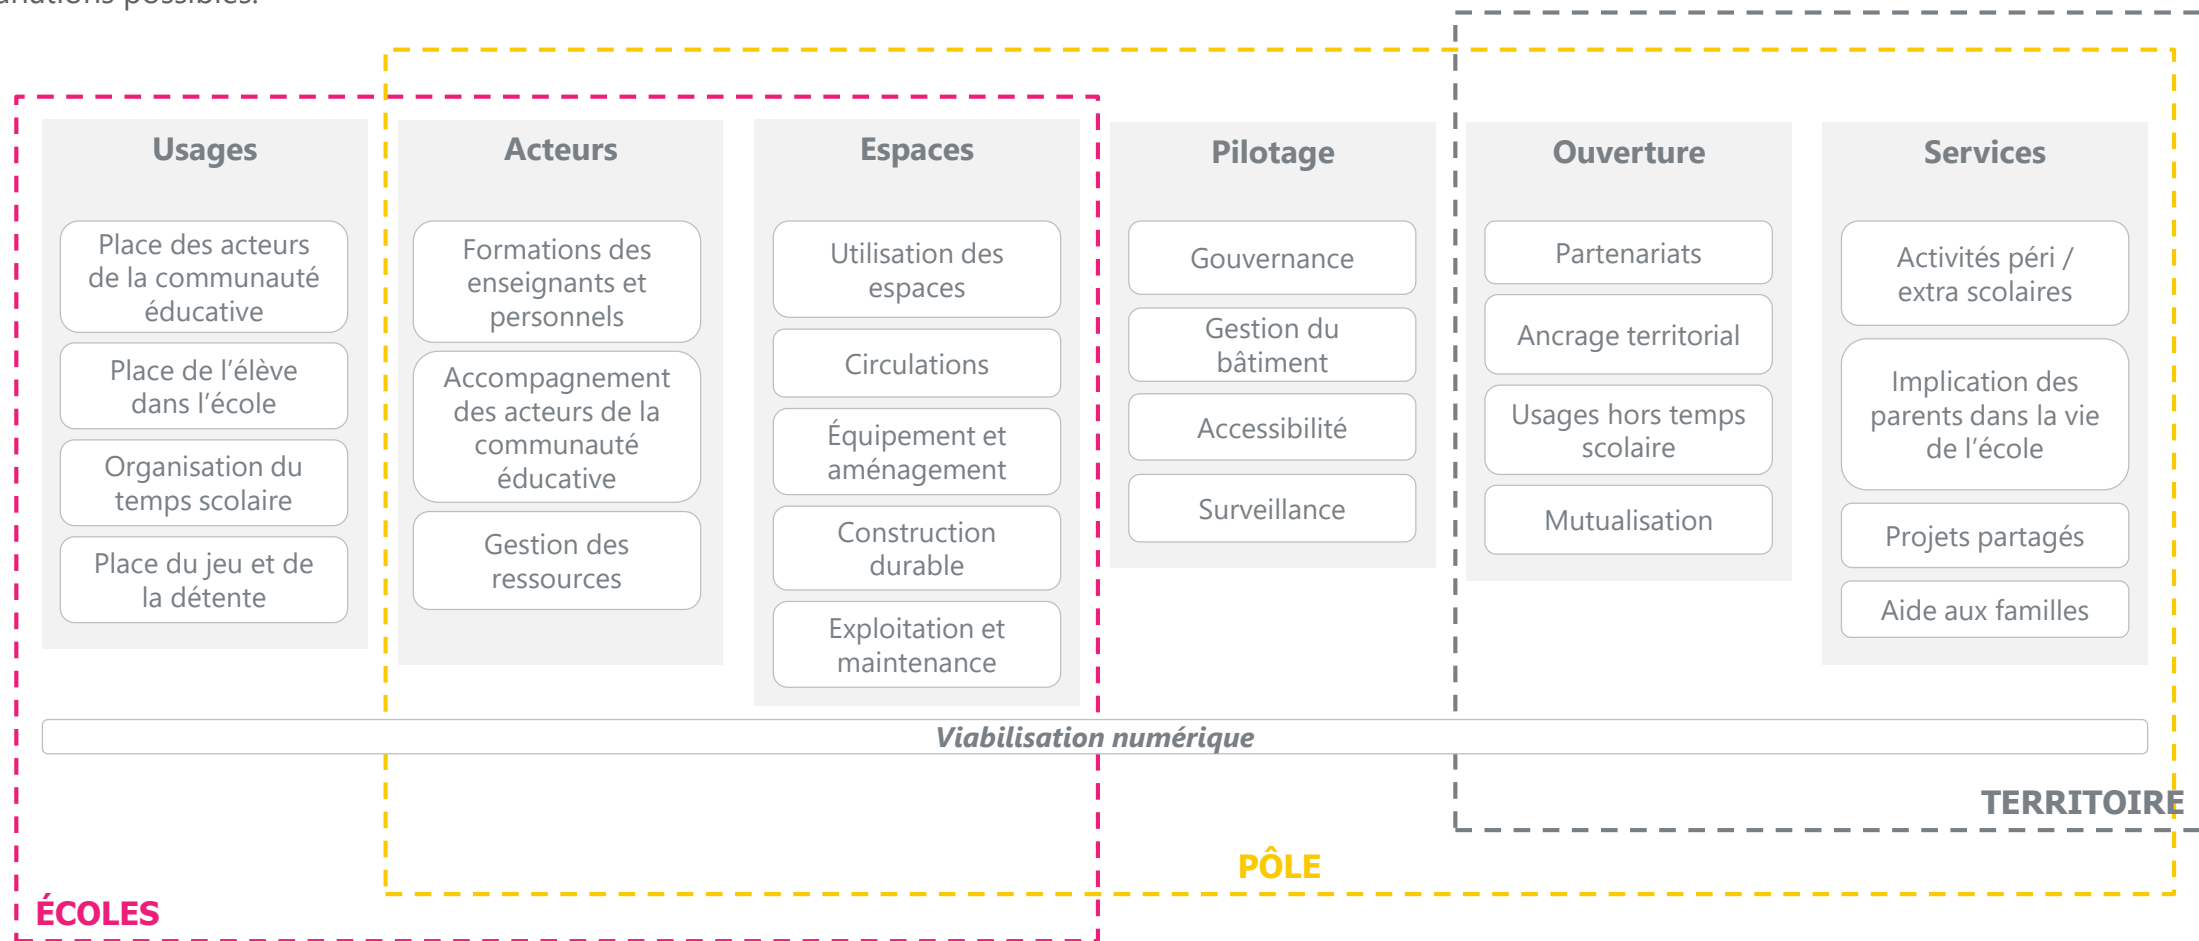 possibles.
Usages
Place des acteurs
de la communauté
éducative
Place de l’élève
dans l’école
Organisation du
temps scolaire
Place du jeu et de
la détente
Acteurs
Formations des
enseignants et
personnels
Accompagnement
des acteurs de la
communauté
éducative
Gestion des
ressources
Espaces
Utilisation des
espaces
Circulations
Équipement et
aménagement
Construction
durable
Exploitation et
maintenance
Pilotage
Gouvernance
Gestion du
bâtiment
Accessibilité
Surveillance
Ouverture
Partenariats
Ancrage territorial
Usages hors temps
scolaire
Mutualisation
Services
Activités péri /
extra scolaires
Implication des
parents dans la vie
de l’école
Projets partagés
Aide aux familles
Viabilisation numérique
TERRITOIRE
PÔLE
ÉCOLES